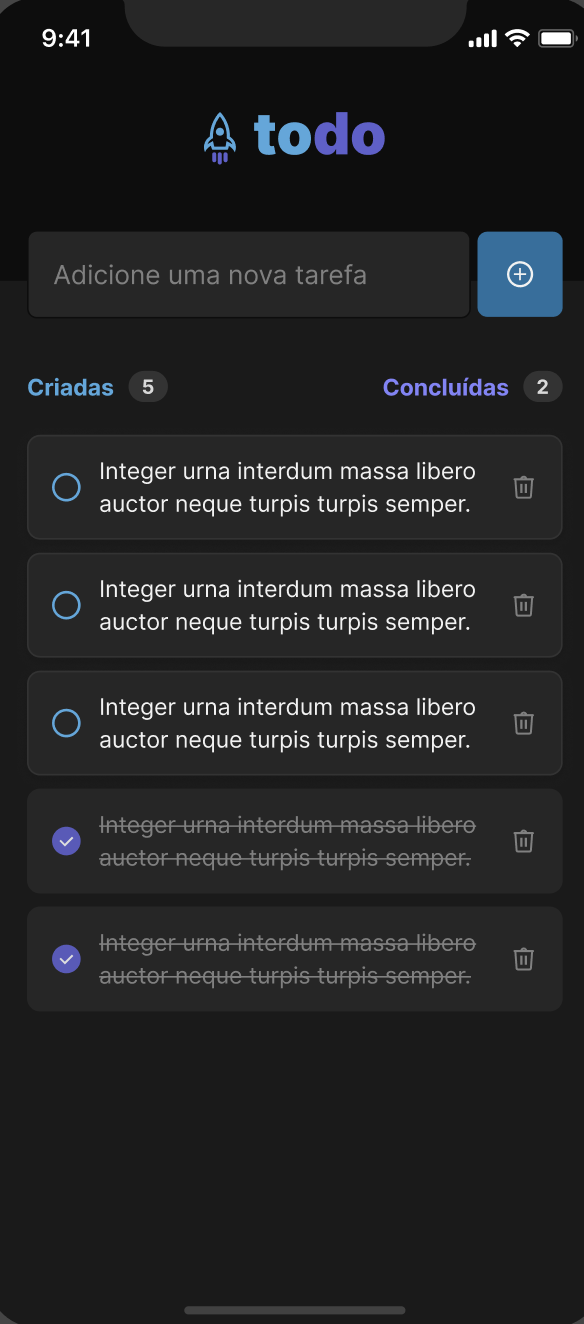 9:41
todo
Adicione uma nova tarefa
Criadas 5 Concluídas 2
Integer urna interdum massa libero
auctor neque turpis turpis semper.
Integer urna interdum massa libero
auctor neque turpis turpis semper.
Integer urna interdum massa libero
auctor neque turpis turpis semper.
Integer urna interdum massa libero
auctor neque turpis turpis semper.
Integer urna interdum massa libero
auctor neque turpis turpis semper.